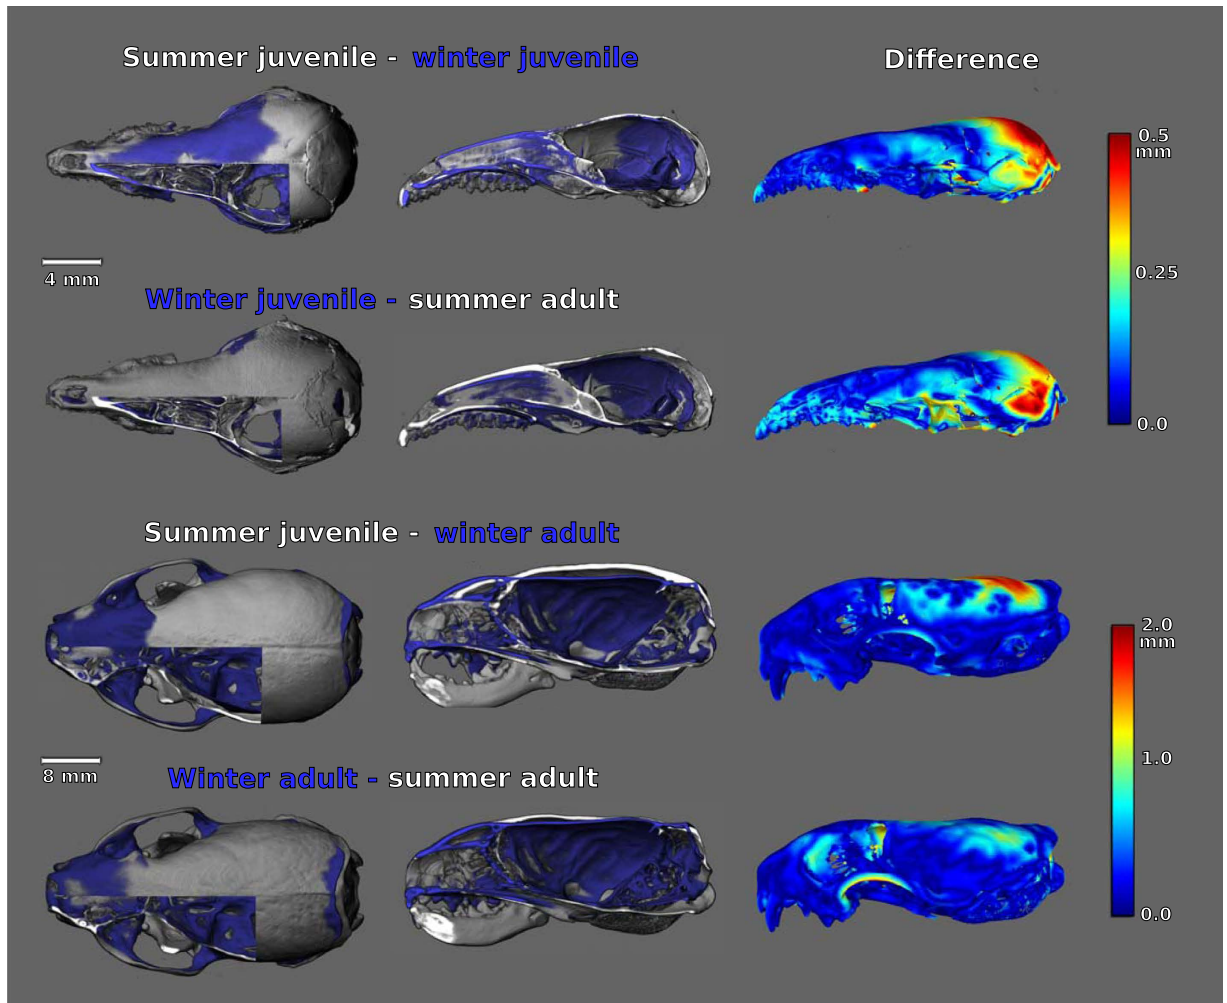 Summer juvenile - winter juvenile
Difference
0.5
mm
0.25
0.0
4 mm
Winter juvenile - summer adult
Summer juvenile - winter adult
2.0
mm
1.0
0.0
8 mm
Winter adult - summer adult